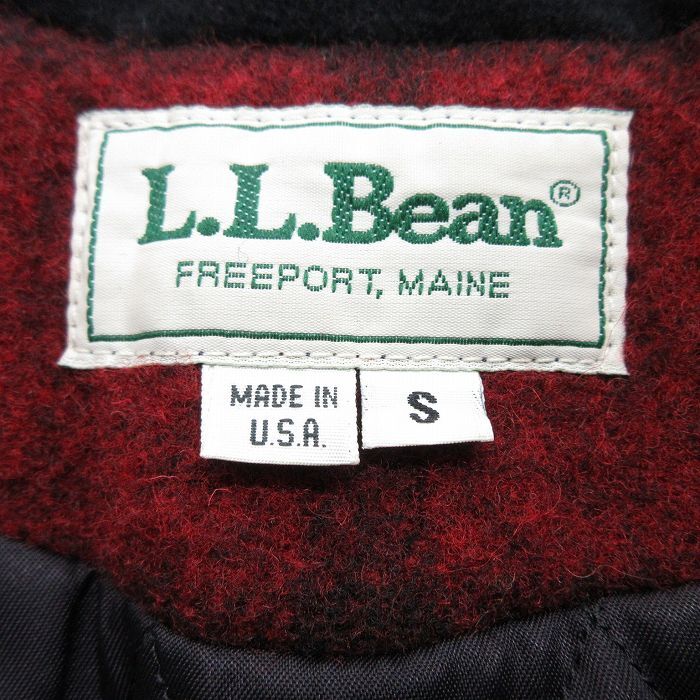 L.L.Bean®
FREEPORT, MAINE
MADE IN
U.S.A.
S